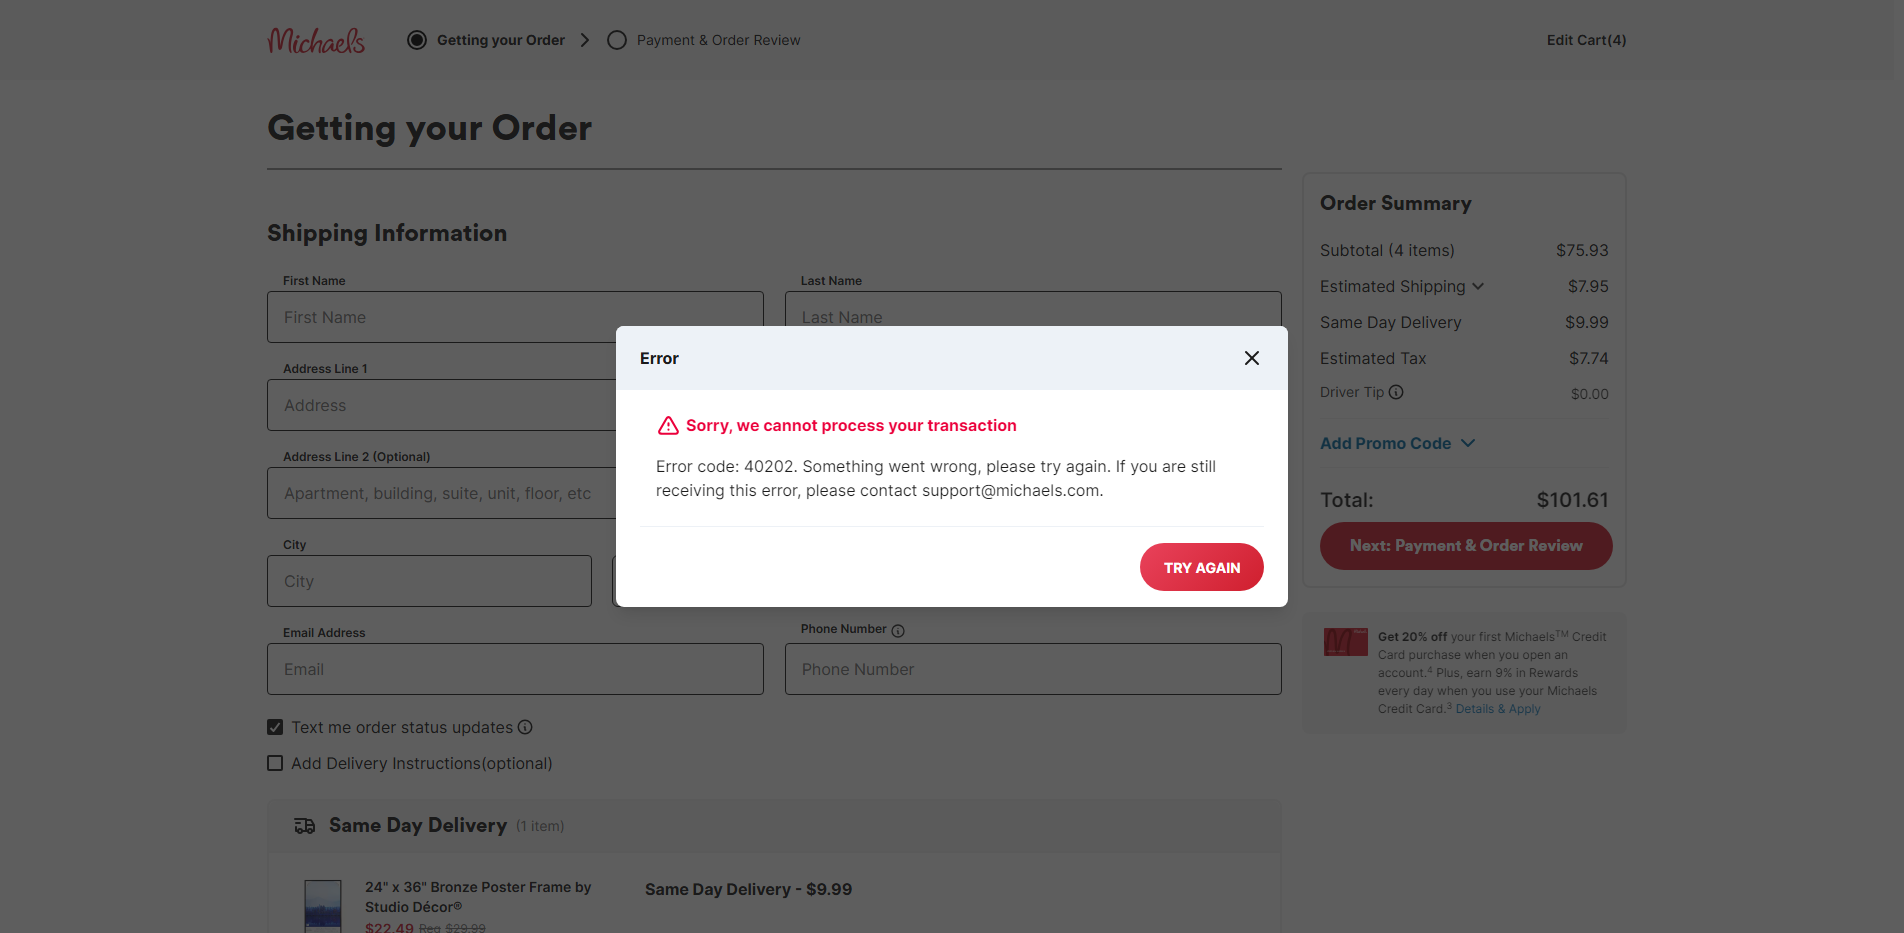 Michaels
Getting your Order
Payment & Order Review
Edit Cart(4)
Getting your Order
Shipping Information
First Name
Last Name
First Name
Last Name
Address Line 1
Address
Address Line 2 (Optional)
Apartment, building, suite, unit, floor, etc
City
City
Email Address
Phone Number
Email
Phone Number
Text me order status updates
Add Delivery Instructions(optional)
Same Day Delivery (1 item)
24" x 36" Bronze Poster Frame by
Studio Décor®
$22.49 Reg $29.99
Same Day Delivery - $9.99
Error
Sorry, we cannot process your transaction
Error code: 40202. Something went wrong, please try again. If you are still
receiving this error, please contact support@michaels.com.
TRY AGAIN
Order Summary
Subtotal (4 items) $75.93
Estimated Shipping $7.95
Same Day Delivery $9.99
Estimated Tax $7.74
Driver Tip $0.00
Add Promo Code
Total: $101.61
Next: Payment & Order Review
Get 20% off your first Michaels™ Credit
Card purchase when you open an
account.⁴ Plus, earn 9% in Rewards
every day when you use your Michaels
Credit Card.³ Details & Apply